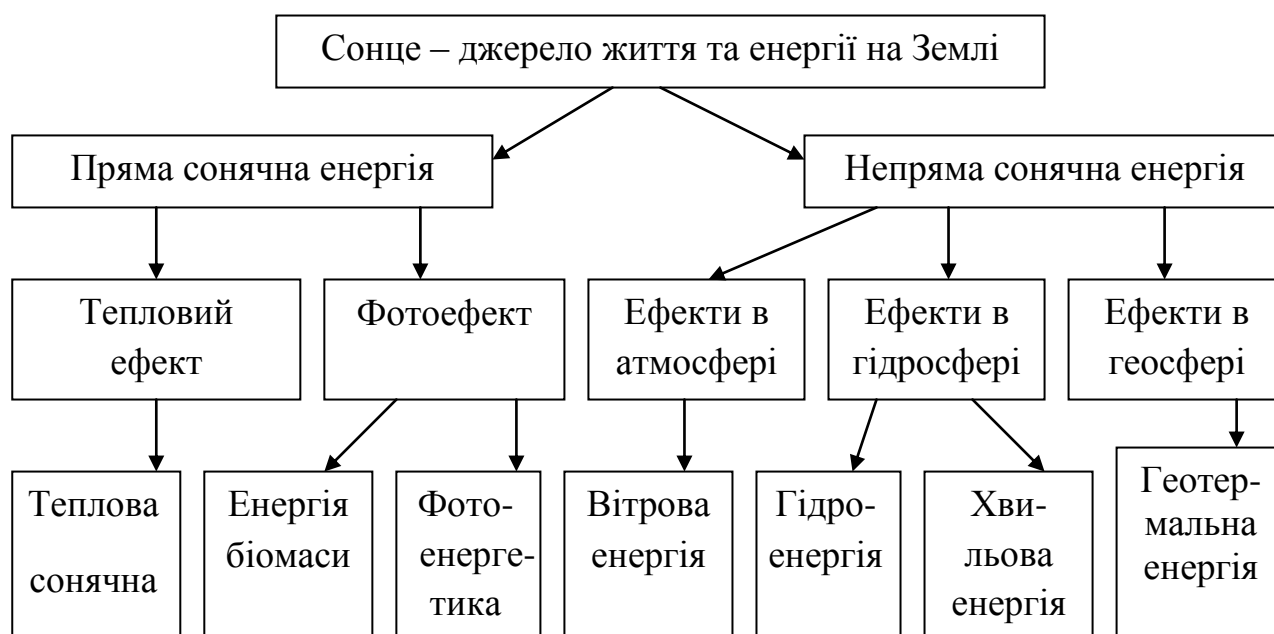 Сонце – джерело життя та енергії на Землі
Пряма сонячна енергія
Непряма сонячна енергія
Тепловий
ефект
Фотоефект
Ефекти в
атмосфері
Ефекти в
гідросфері
Ефекти в
геосфері
Теплова
сонячна
Енергія
біомаси
Фото-
енерге-
тика
Вітрова
енергія
Гідро-
енергія
Хви-
льова
енергія
Геотер-
мальна
енергія